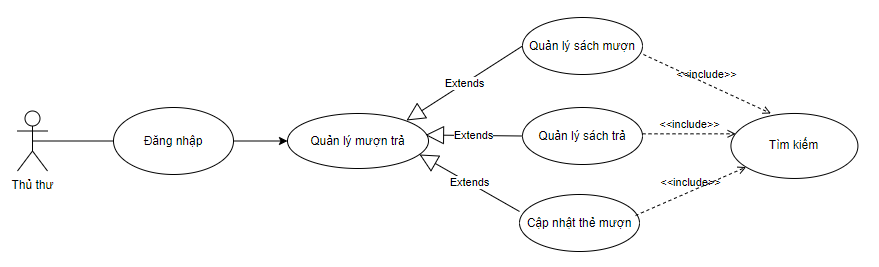 Quản lý sách mượn
Extends
<<include>>
Đăng nhập
Quản lý mượn trả
Extends
Quản lý sách trả
<<include>>
Tìm kiếm
Thủ thư
Extends
<<include>>
Cập nhật thẻ mượn